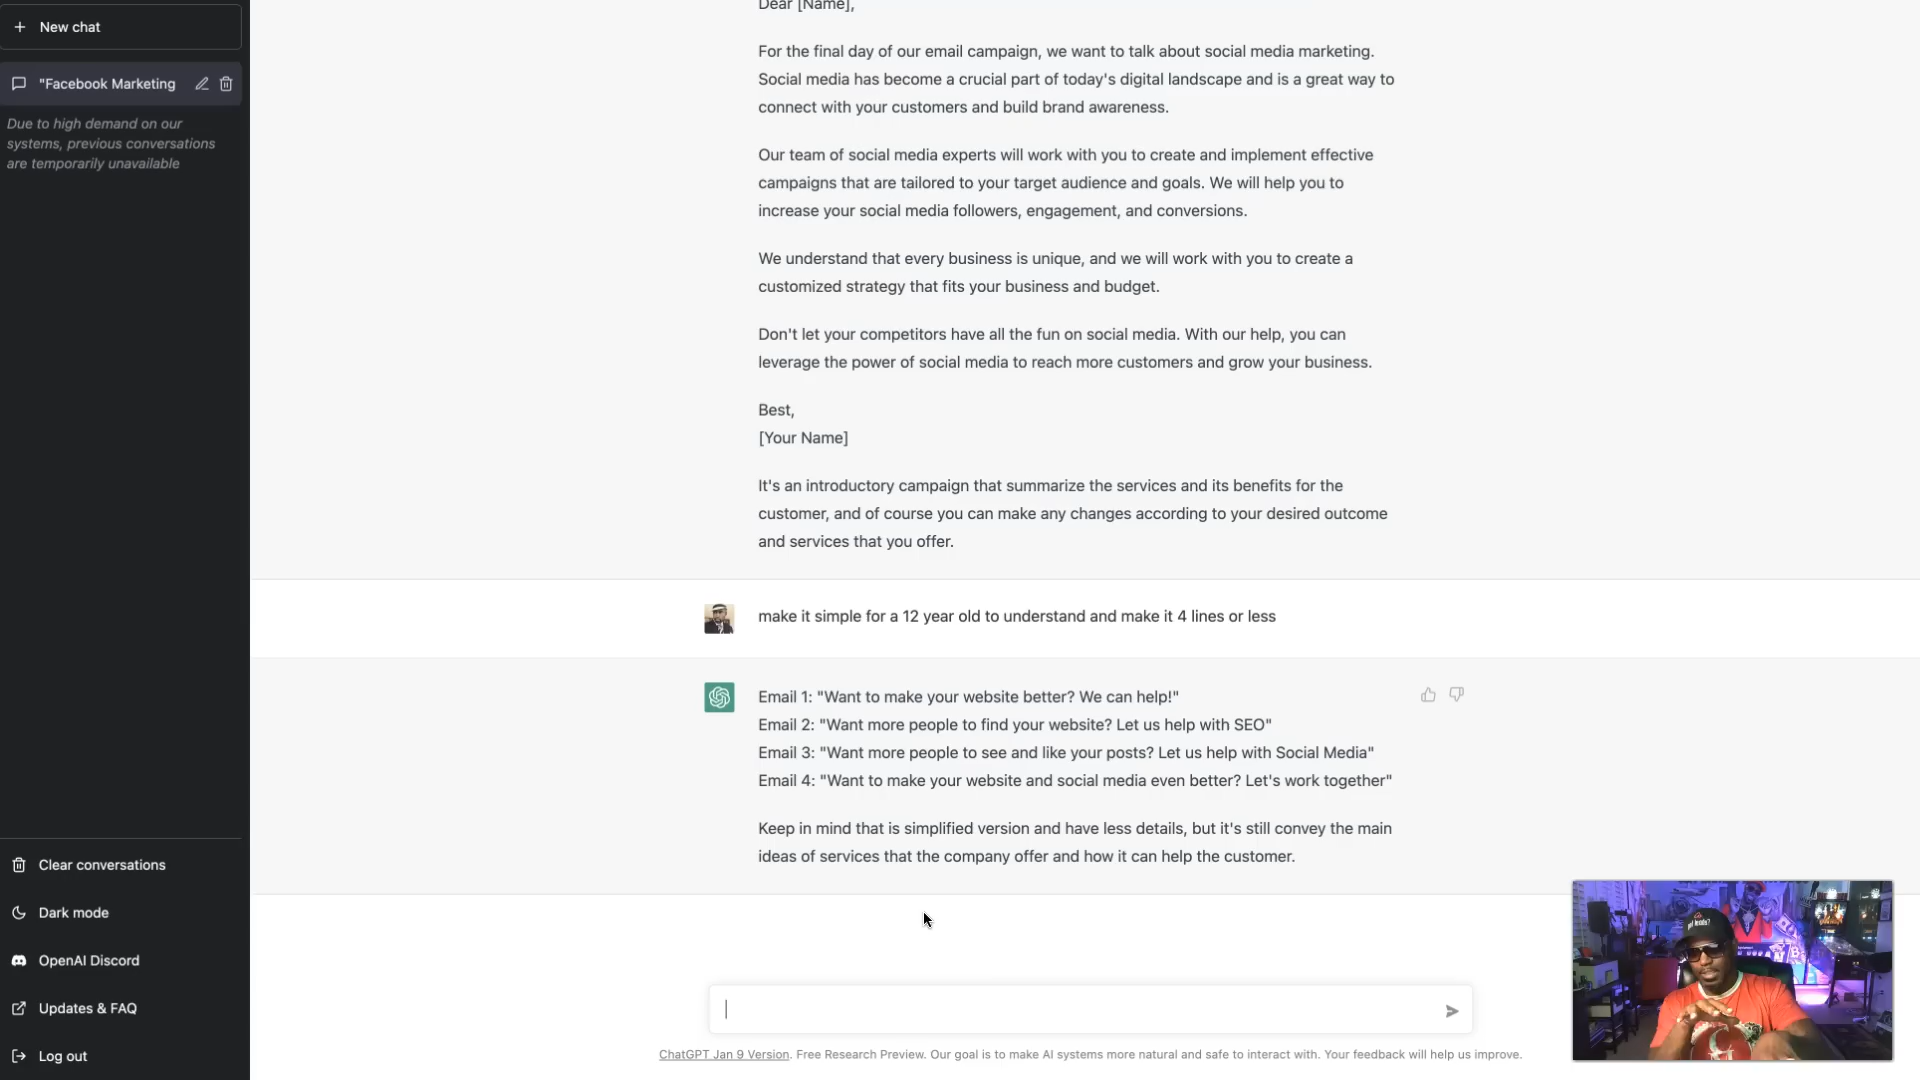 New chat
"Facebook Marketing
Due to high demand on our
systems, previous conversations
are temporarily unavailable
Clear conversations
Dark mode
OpenAI Discord
Updates & FAQ
Log out
Dear [Name],
For the final day of our email campaign, we want to talk about social media marketing.
Social media has become a crucial part of today's digital landscape and is a great way to
connect with your customers and build brand awareness.
Our team of social media experts will work with you to create and implement effective
campaigns that are tailored to your target audience and goals. We will help you to
increase your social media followers, engagement, and conversions.
We understand that every business is unique, and we will work with you to create a
customized strategy that fits your business and budget.
Don't let your competitors have all the fun on social media. With our help, you can
leverage the power of social media to reach more customers and grow your business.
Best,
[Your Name]
It's an introductory campaign that summarize the services and its benefits for the
customer, and of course you can make any changes according to your desired outcome
and services that you offer.
make it simple for a 12 year old to understand and make it 4 lines or less
Email 1: "Want to make your website better? We can help!"
Email 2: "Want more people to find your website? Let us help with SEO"
Email 3: "Want more people to see and like your posts? Let us help with Social Media"
Email 4: "Want to make your website and social media even better? Let's work together"
Keep in mind that is simplified version and have less details, but it's still convey the main
ideas of services that the company offer and how it can help the customer.
ChatGPT Jan 9 Version. Free Research Preview. Our goal is to make AI systems more natural and safe to interact with. Your feedback will help us improve.